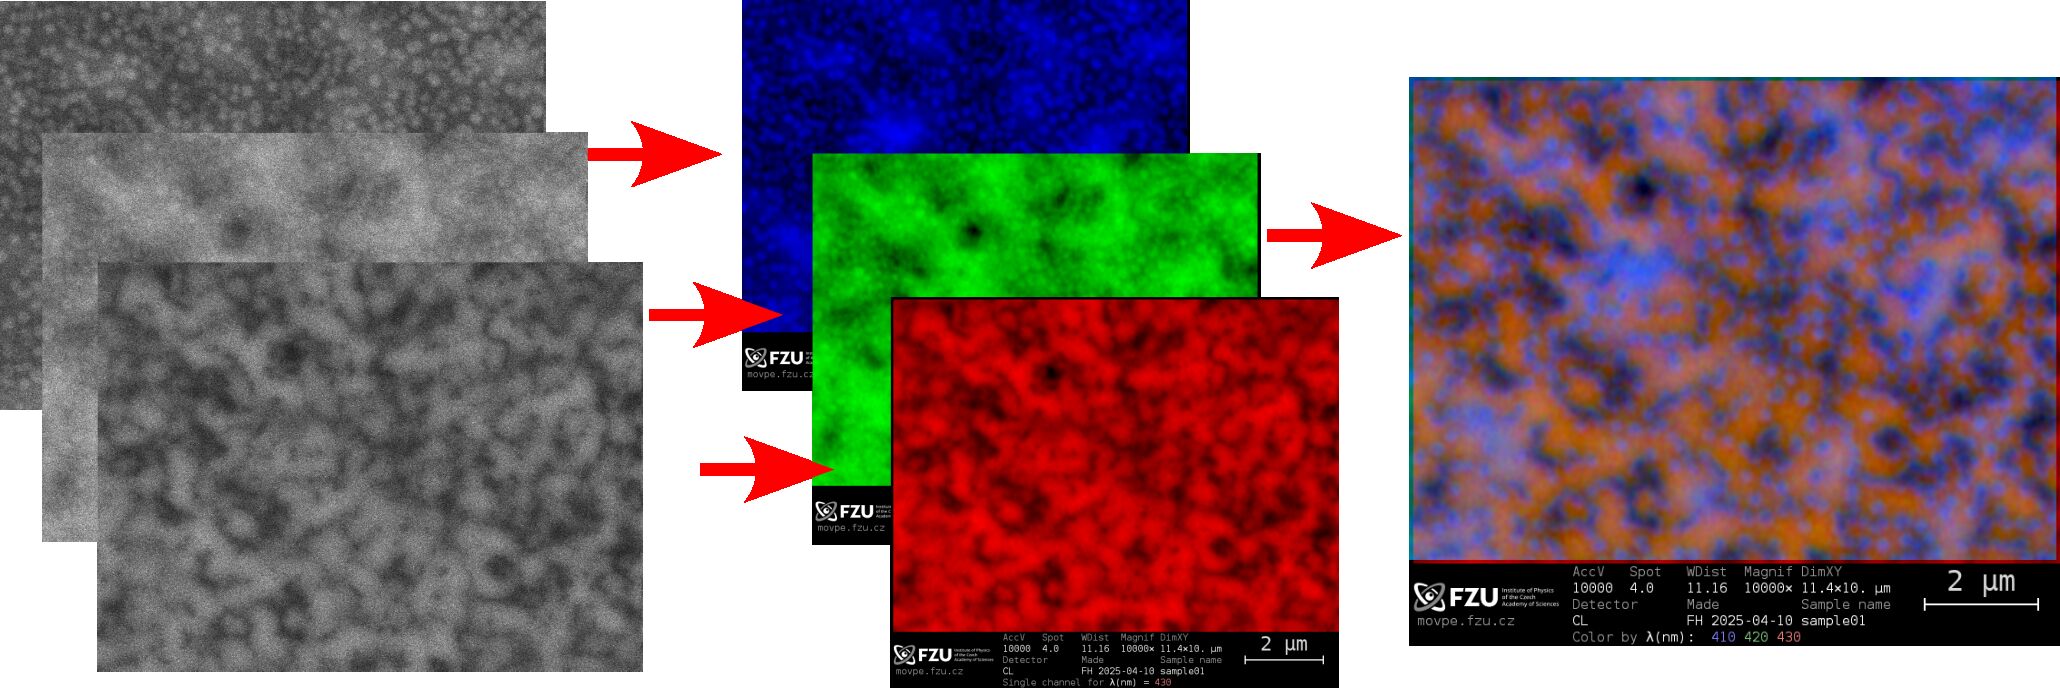 FZU
movpe.fzu.cz
FZU
movpe.fzu.cz
FZU Institute of Physics
of the Czech
Academy of Sciences
movpe.fzu.cz
AccV Spot WDist Magnif DimXY
10000 4.0 11.16 10000× 11.4×10. µm
Detector Made Sample name
CL FH 2025-04-10 sample01
Single channel for λ(nm) = 430
2 µm
FZU Institute of Physics
of the Czech
Academy of Sciences
movpe.fzu.cz
AccV Spot WDist Magnif DimXY
10000 4.0 11.16 10000× 11.4×10. µm
Detector Made Sample name
CL FH 2025-04-10 sample01
Color by λ(nm): 410 420 430
2 µm